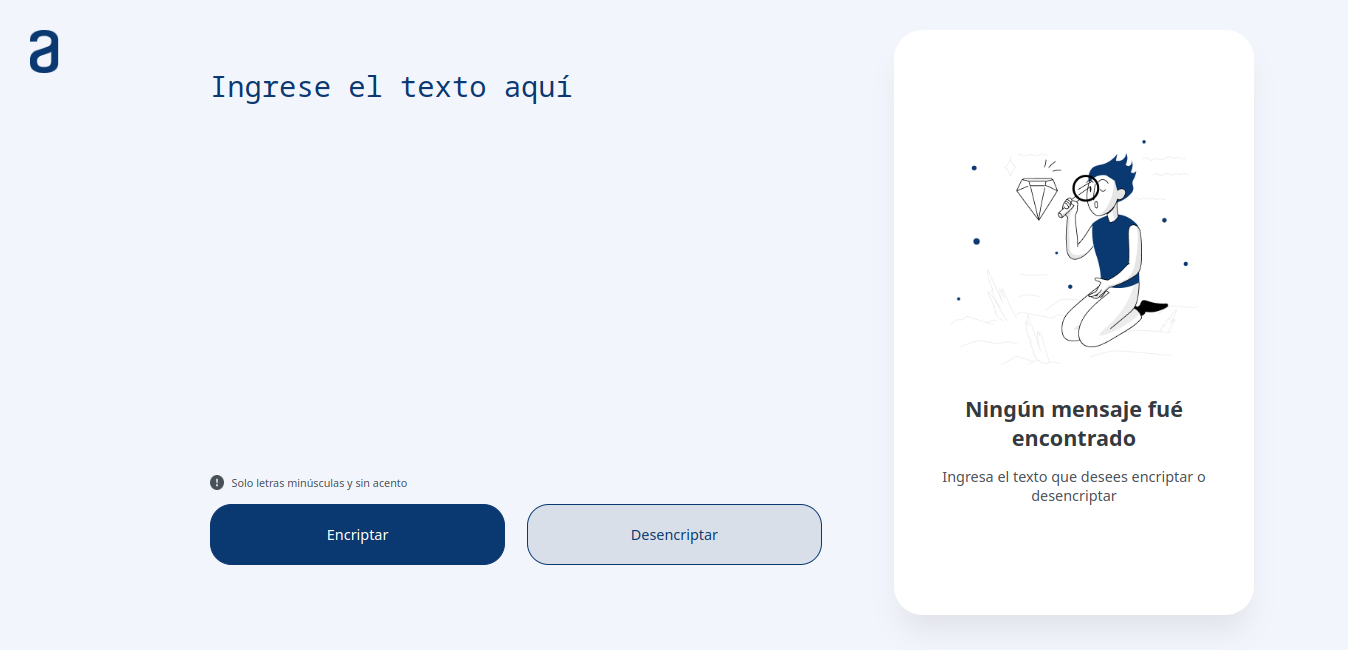 a
Ingrese el texto aquí
Solo letras minúsculas y sin acento
Encriptar
Desencriptar
Ningún mensaje fué
encontrado
Ingresa el texto que desees encriptar o
desencriptar